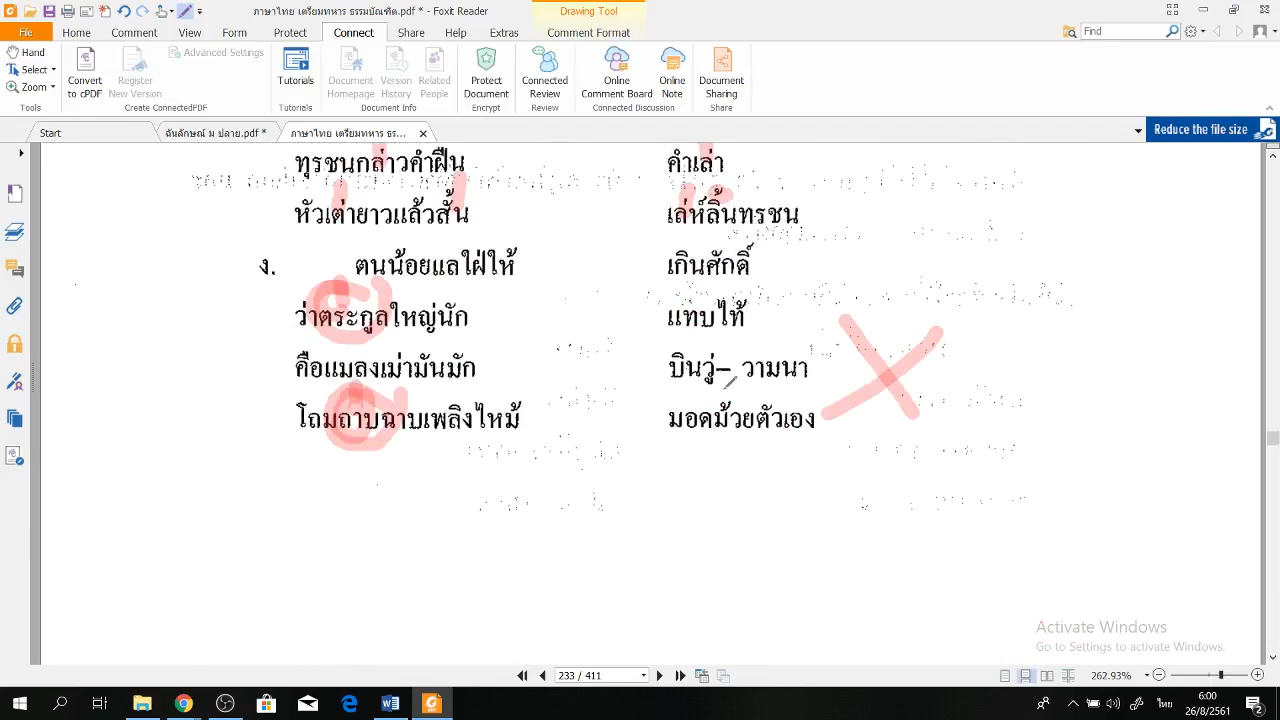 ภาษาไทย เตรียมทหาร ธรรมบัณฑิต.pdf * - Foxit Reader
Drawing Tool
File Home Comment View Form Protect Connect Share Help Extras Comment Format Find
Hand
Select
Zoom
Tools
Convert to cPDF
Register New Version
Advanced Settings
Create ConnectedPDF
Tutorials
Tutorials
Document Homepage
Version History
Related People
Document Info
Protect Document
Encrypt
Connected Review
Review
Online Comment Board
Online Note
Connected Discussion
Document Sharing
Share
Start ฉันลักษณ์ ม ปลาย.pdf * ภาษาไทย เตรียมทหาร ธร... Reduce the file size
ทุรชนกล่าวคำฝืน คำเล่า
หัวเต่ายาวแล้วสั้น เล่ห์ลิ้นทรชน
ง. ตนน้อยแลใฝ่ให้ เกินศักดิ์
ว่าตระกูลใหญ่นัก แทบไท้
คือแมลงเม่ามันมัก บินวู่– วามนา
โถมถาบฉาบเพลิงไหม้ มอดม้วยตัวเอง
Activate Windows
Go to Settings to activate Windows.
233 / 411
262.93%
ไทย
6:00
26/8/2561